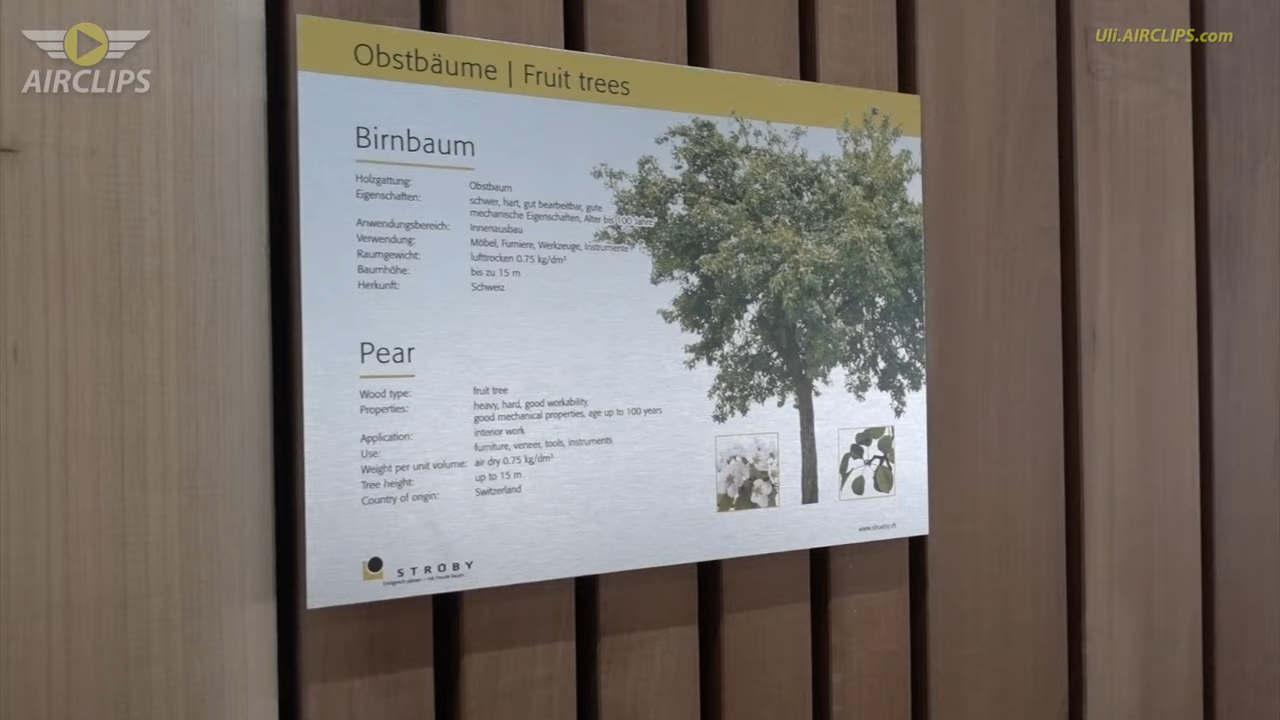 AIRCLIPS
Uli.AIRCLIPS.com
Obstbäume | Fruit trees
Birnbaum
Holzgattung: Obstbaum
Eigenschaften: schwer, hart, gut bearbeitbar, gute
mechanische Eigenschaften, Alter bis 100 Jahre
Anwendungsbereich: Innenausbau
Verwendung: Möbel, Furniere, Werkzeuge, Instrumente
Raumgewicht: lufttrocken 0.75 kg/dm³
Baumhöhe: bis zu 15 m
Herkunft: Schweiz
Pear
Wood type: fruit tree
Properties: heavy, hard, good workability,
good mechanical properties, age up to 100 years
Application: interior work
Use: furniture, veneer, tools, instruments
Weight per unit volume: air dry 0.75 kg/dm³
Tree height: up to 15 m
Country of origin: Switzerland
www.strueby.ch
STRÜBY